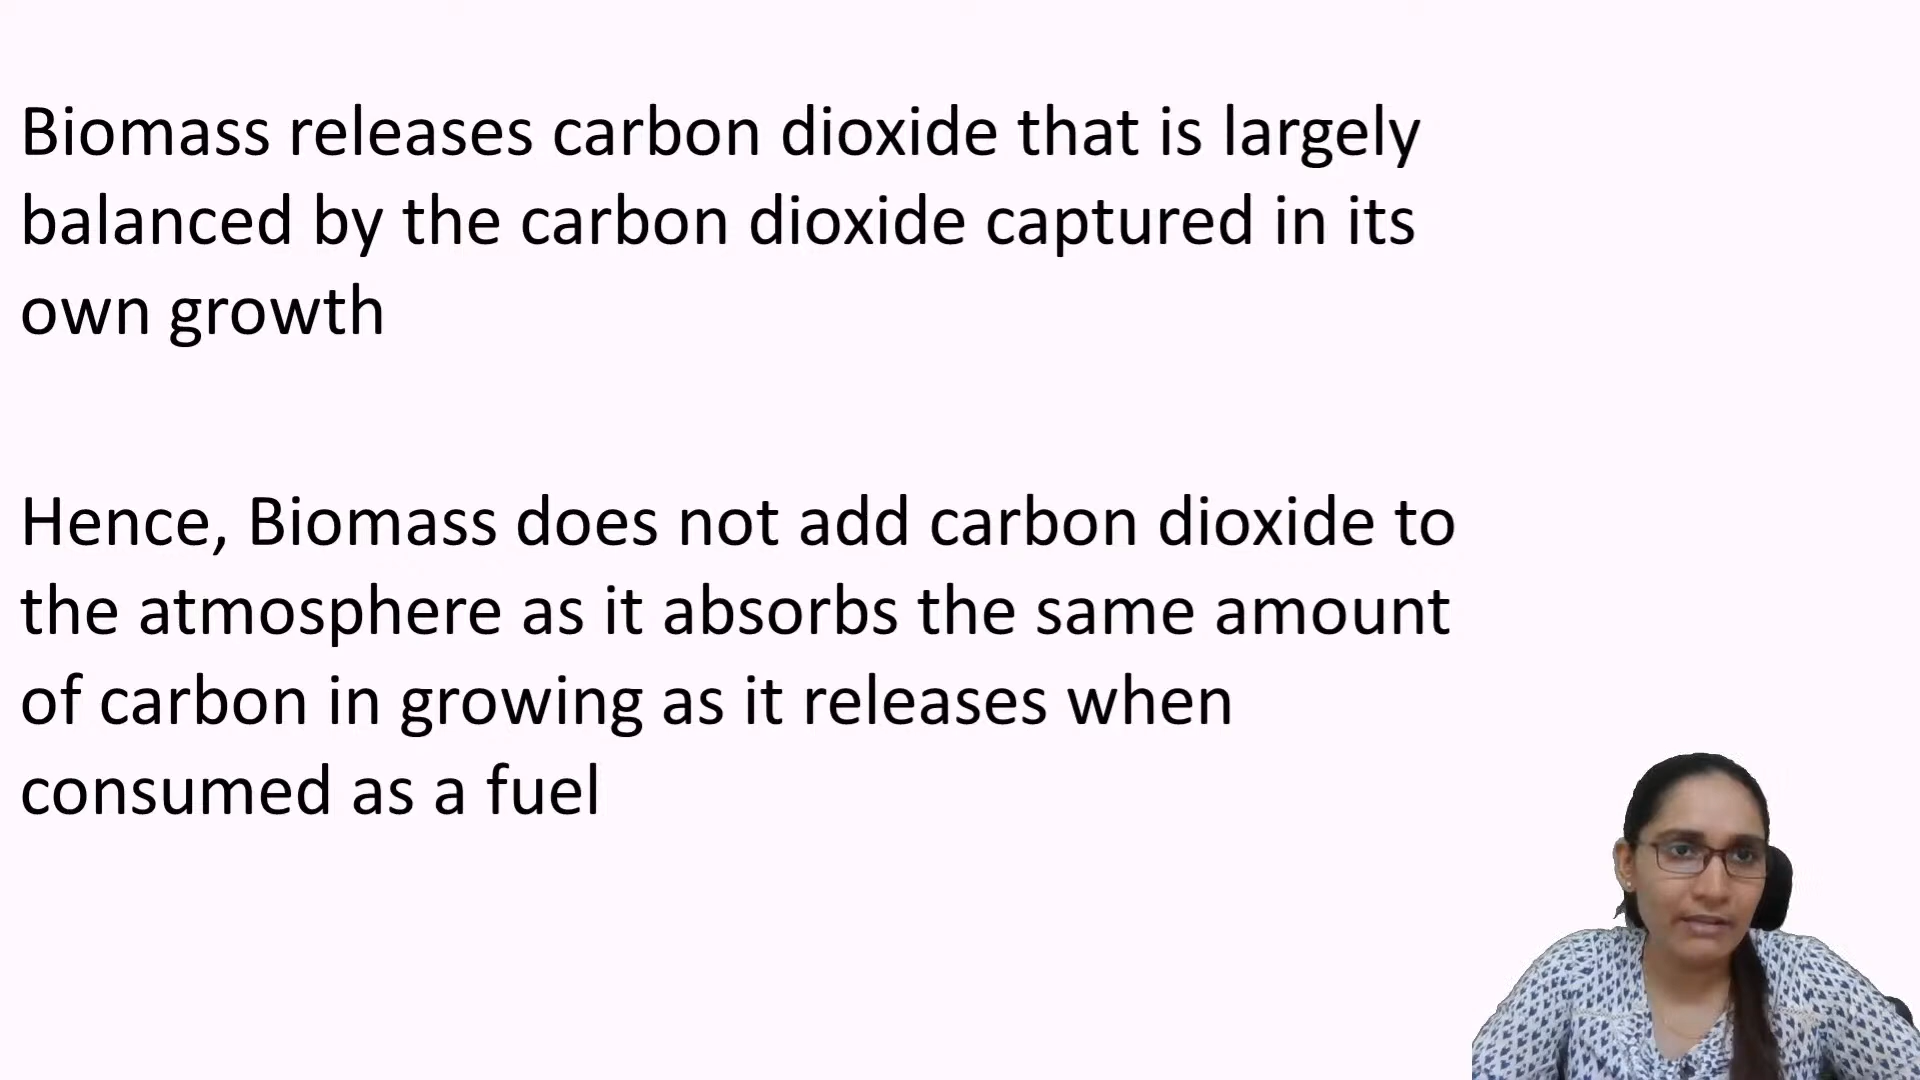 Biomass releases carbon dioxide that is largely
balanced by the carbon dioxide captured in its
own growth
Hence, Biomass does not add carbon dioxide to
the atmosphere as it absorbs the same amount
of carbon in growing as it releases when
consumed as a fuel